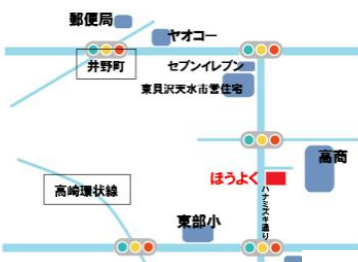 郵便局
ヤオコー
井野町
セブンイレブン
東貝沢天水市営住宅
高商
ほうよく
ハナミズキ通り
高崎環状線
東部小